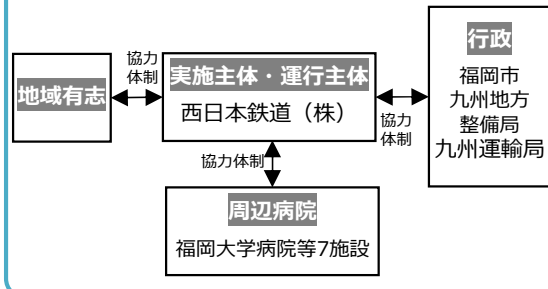 地域有志
協力
体制
実施主体・運行主体
西日本鉄道（株）
協力
体制
行政
福岡市
九州地方
整備局
九州運輸局
協力体制
周辺病院
福岡大学病院等7施設